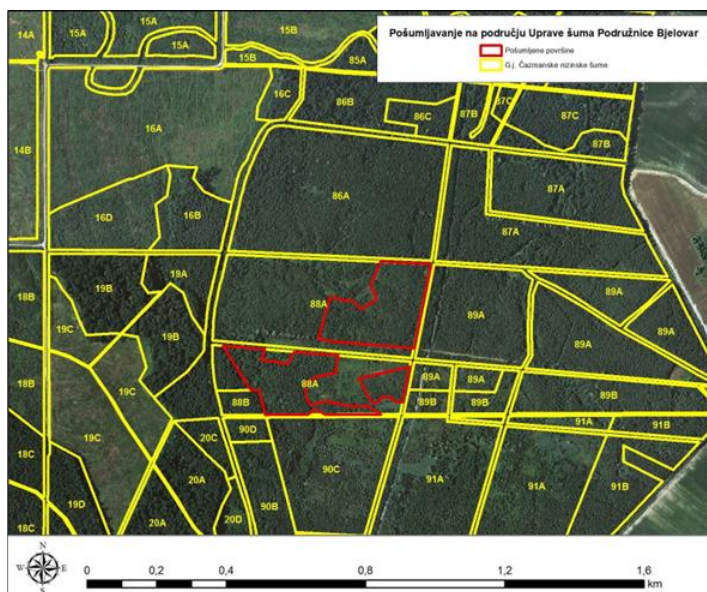 Pošumljavanje na području Uprave šuma Podružnice Bjelovar
Pošumljene površine
G.j. Čazmanske nizinske šume
14A
15A
15A
15B
15B
85A
16C
86B
86C
87B
87C
87C
87B
14B
16A
16D
16B
86A
87A
87A
18B
19B
19A
88A
89A
89A
89A
89A
19C
19B
18B
19C
88A
88B
89A
89A
89B
89B
89B
19C
20C
90D
91A
91B
18C
20A
90C
91A
91A
91B
19D
18C
20A
20D
90B
N
W
E
S
0
0,2
0,4
0,8
1,2
1,6
km